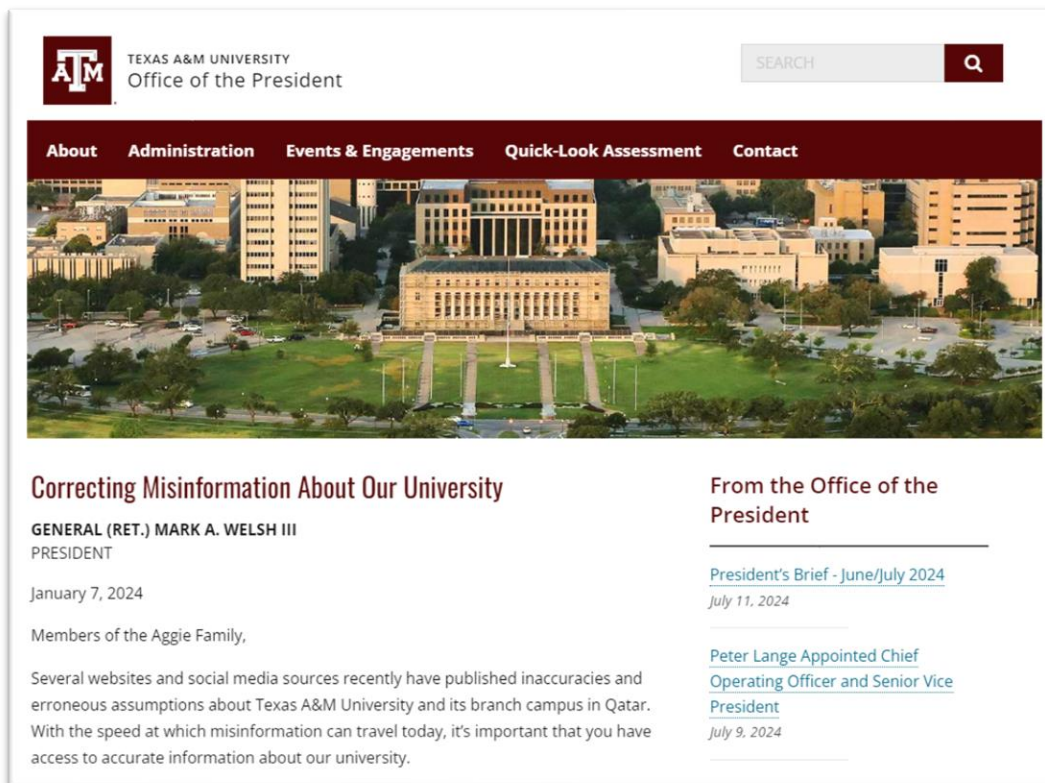 ATM
TEXAS A&M UNIVERSITY
Office of the President
SEARCH
About Administration Events & Engagements Quick-Look Assessment Contact
Correcting Misinformation About Our University
GENERAL (RET.) MARK A. WELSH III
PRESIDENT
January 7, 2024
Members of the Aggie Family,
Several websites and social media sources recently have published inaccuracies and
erroneous assumptions about Texas A&M University and its branch campus in Qatar.
With the speed at which misinformation can travel today, it's important that you have
access to accurate information about our university.
From the Office of the
President
President's Brief - June/July 2024
July 11, 2024
Peter Lange Appointed Chief
Operating Officer and Senior Vice
President
July 9, 2024